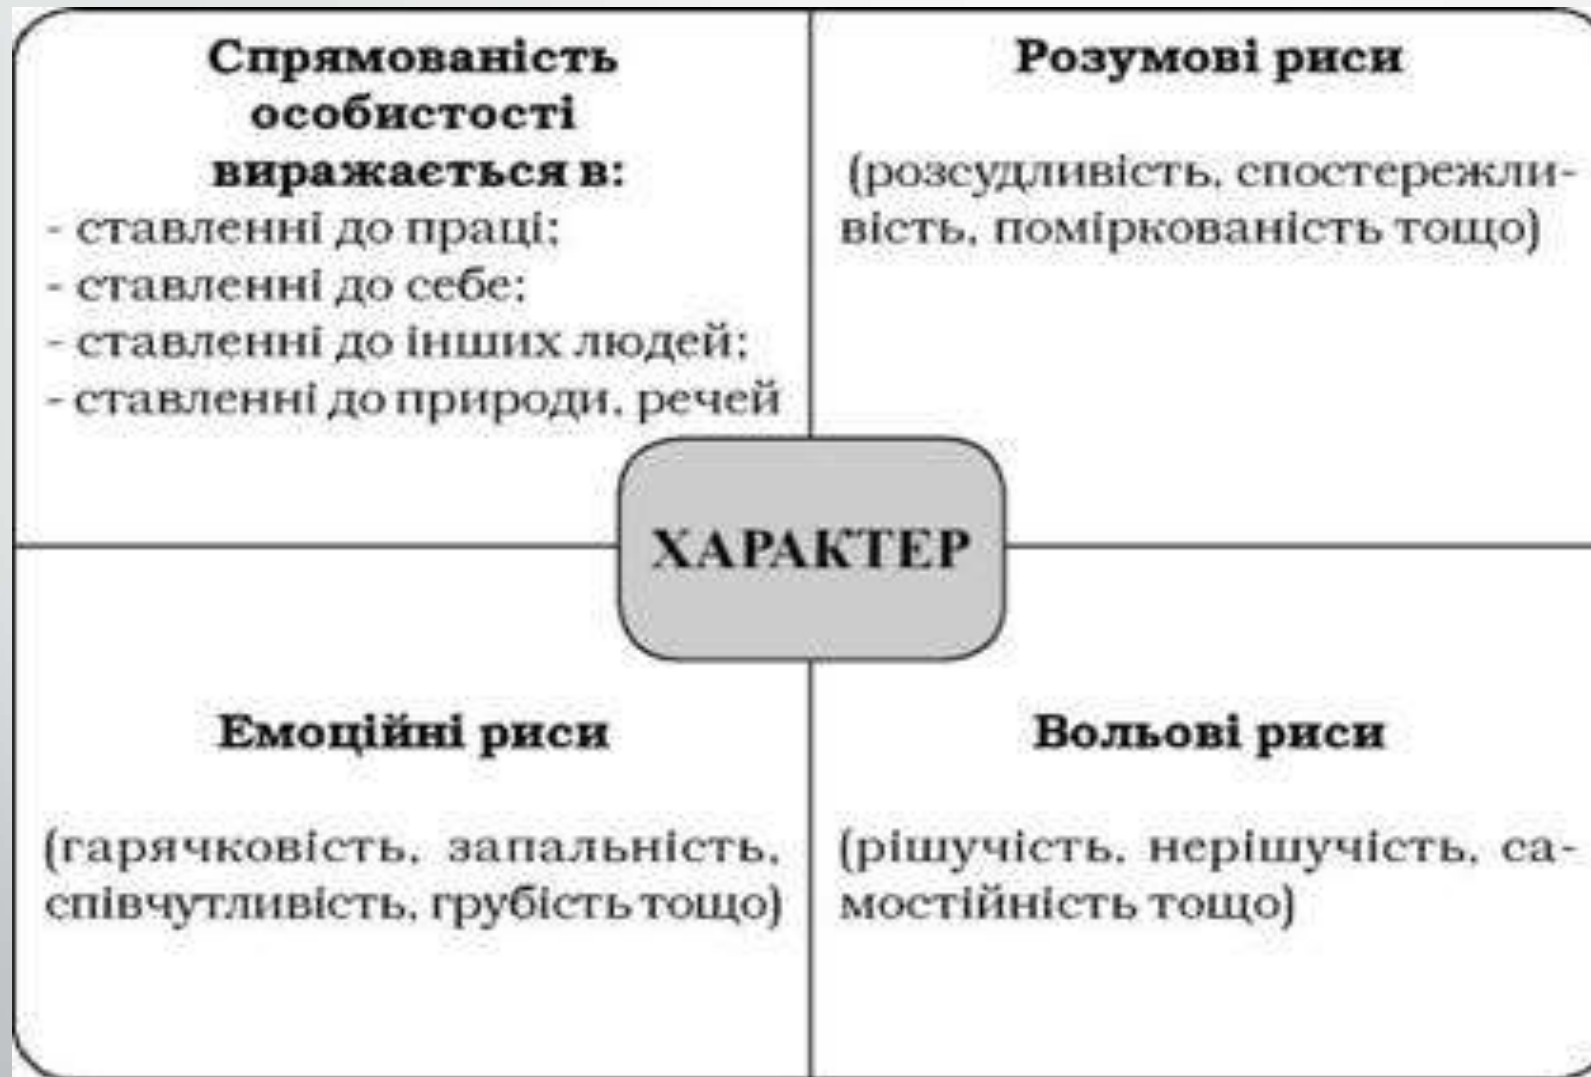 Спрямованість
особистості
виражається в:
- ставленні до праці;
- ставленні до себе;
- ставленні до інших людей;
- ставленні до природи, речей
Розумові риси
(розсудливість, спостережли-
вість, поміркованість тощо)
ХАРАКТЕР
Емоційні риси
(гарячковість, запальність,
співчутливість, грубість тощо)
Вольові риси
(рішучість, нерішучість, са-
мостійність тощо)